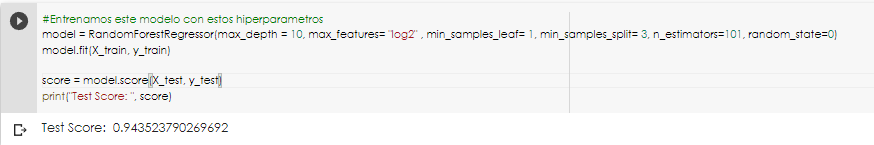 #Entrenamos este modelo con estos hiperparametros
model = RandomForestRegressor(max_depth = 10, max_features= "log2" , min_samples_leaf= 1, min_samples_split= 3, n_estimators=101, random_state=0)
model.fit(X_train, y_train)
score = model.score(X_test, y_test)
print("Test Score: ", score)
Test Score:  0.943523790269692